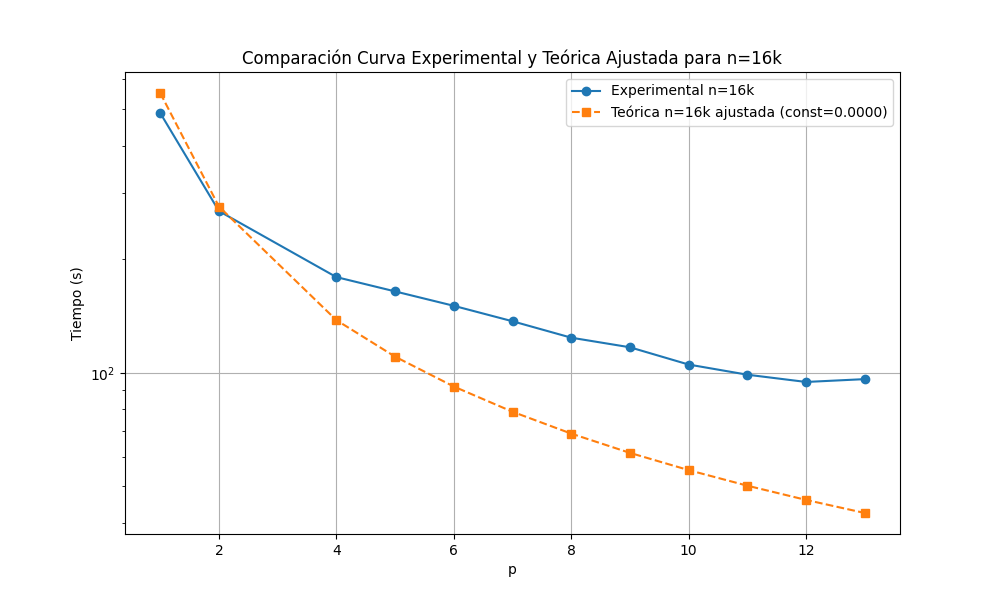 Comparación Curva Experimental y Teórica Ajustada para n=16k
Experimental n=16k
Teórica n=16k ajustada (const=0.0000)
Tiempo (s)
10²
2 4 6 8 10 12
p